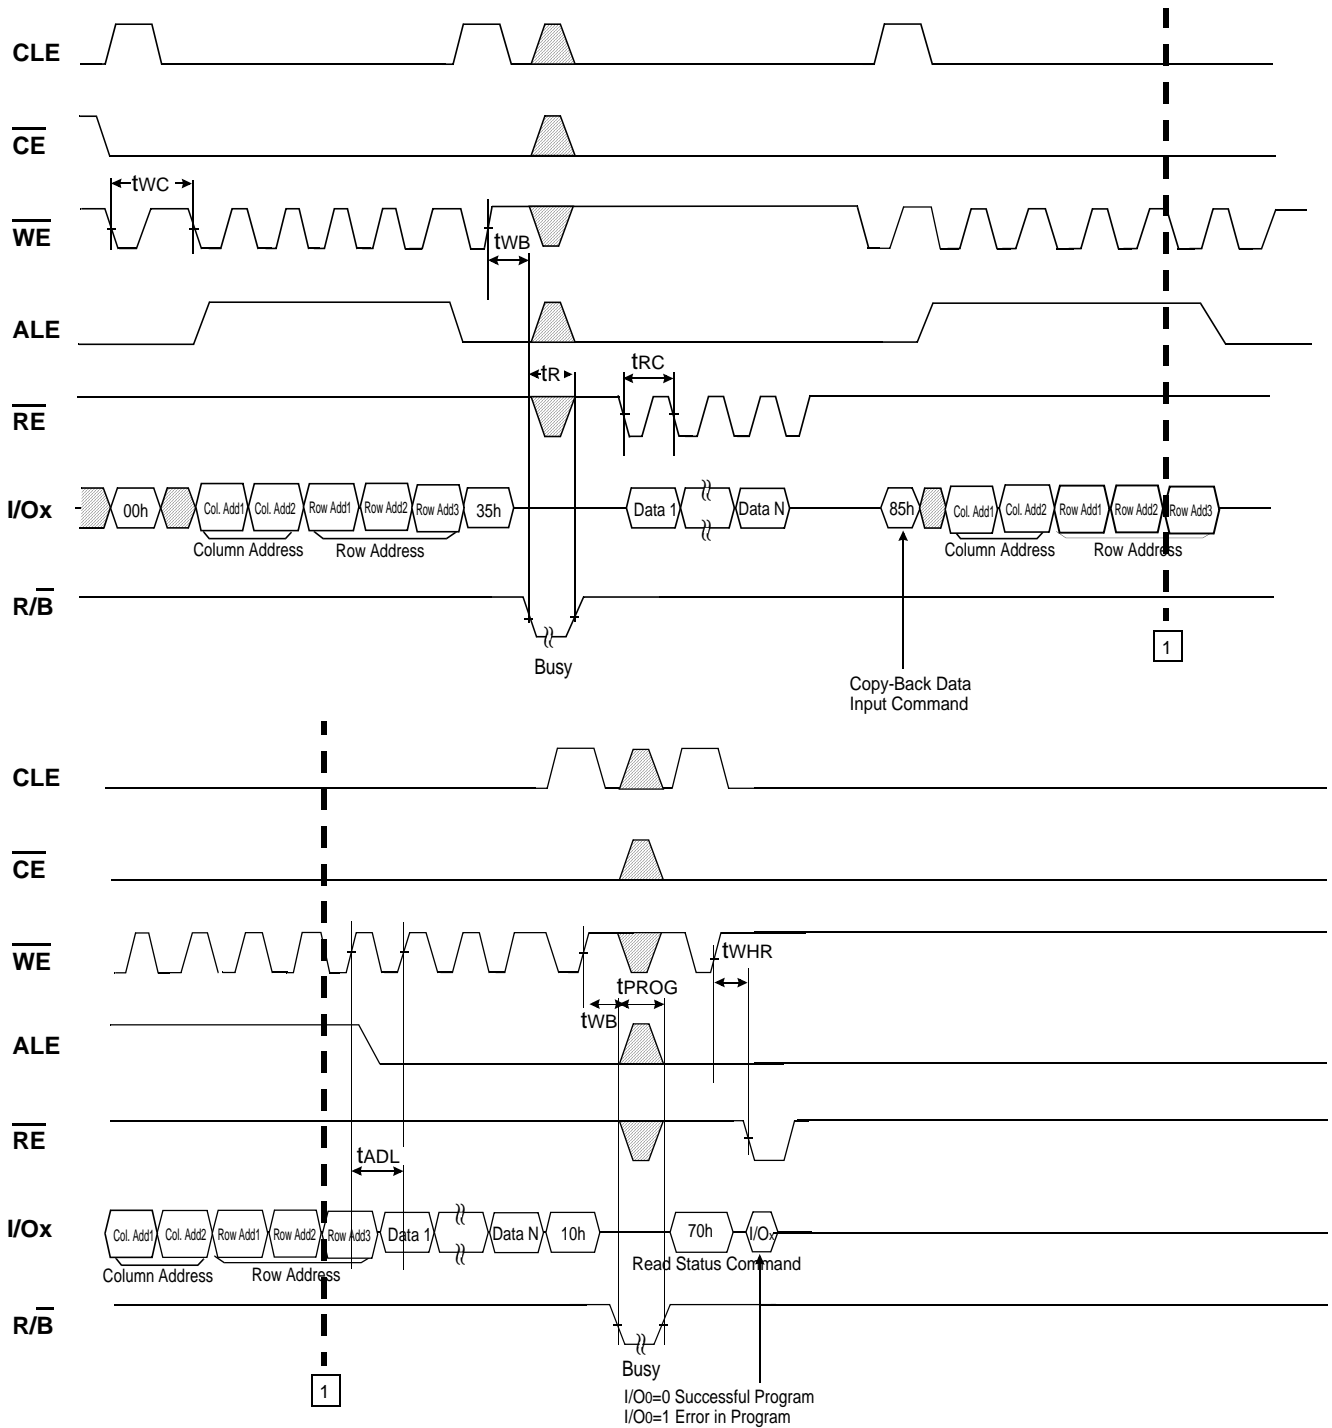 CLE
CE
tWC
WE
tWB
ALE
tR
tRC
RE
I/Ox
00h
Col. Add1
Col. Add2
Row Add1
Row Add2
Row Add3
35h
Data 1
Data N
85h
Col. Add1
Col. Add2
Row Add1
Row Add2
Row Add3
Column Address
Row Address
Column Address
Row Address
R/B
Busy
1
Copy-Back Data
Input Command
CLE
CE
WE
tWHR
tPROG
tWB
ALE
RE
tADL
I/Ox
Col. Add1
Col. Add2
Row Add1
Row Add2
Row Add3
Data 1
Data N
10h
70h
I/Ox
Column Address
Row Address
Read Status Command
R/B
Busy
1
I/O0=0 Successful Program
I/O0=1 Error in Program